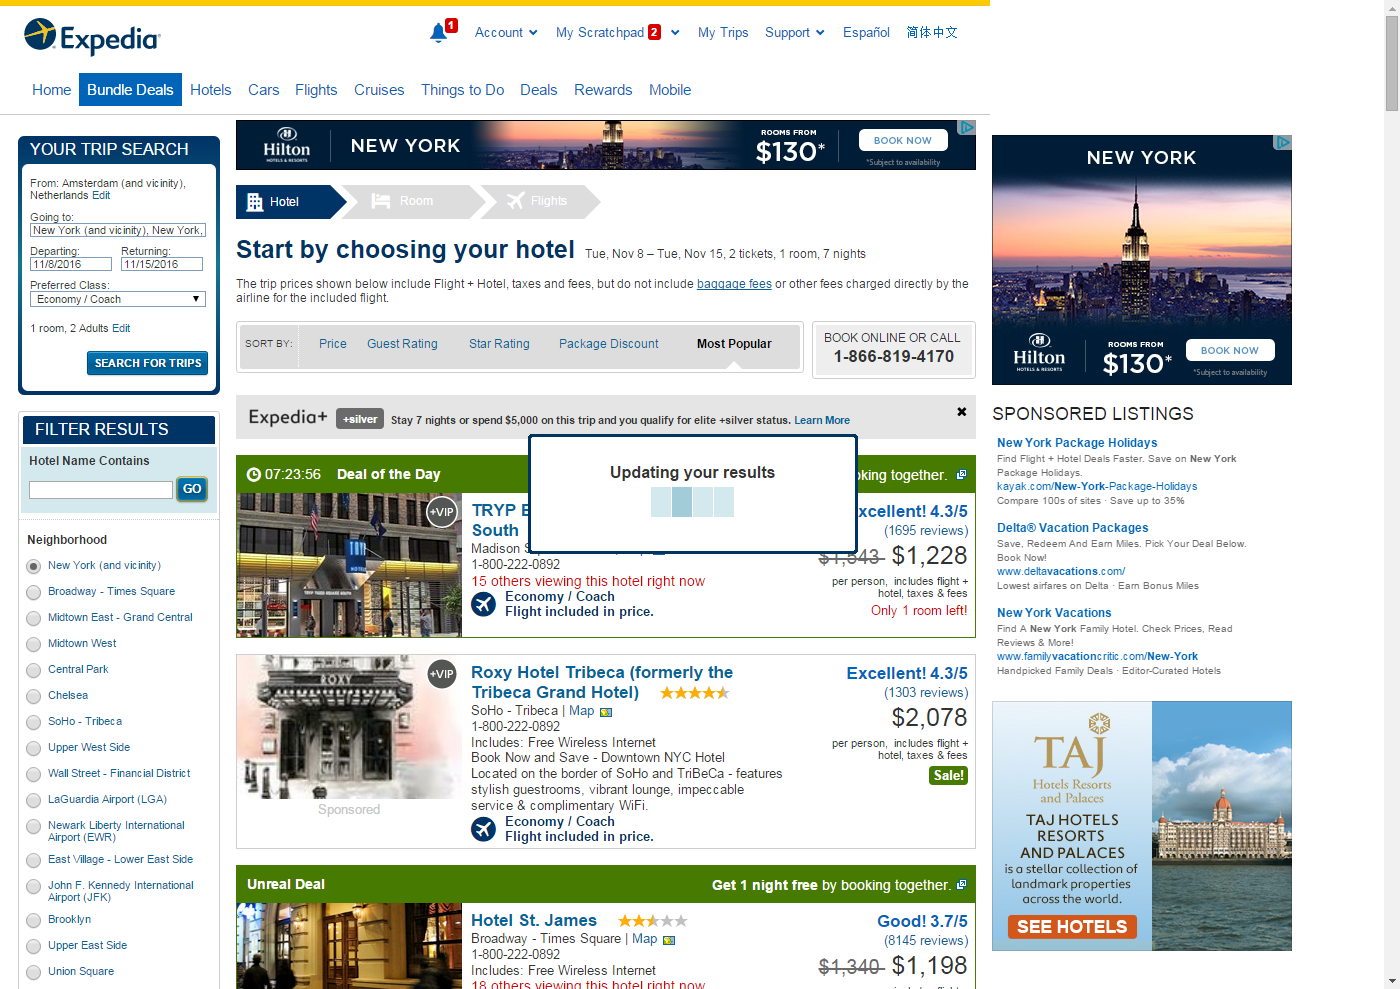 Expedia
1
Account
My Scratchpad 2
My Trips
Support
Español
简体中文
Home
Bundle Deals
Hotels
Cars
Flights
Cruises
Things to Do
Deals
Rewards
Mobile
YOUR TRIP SEARCH
From: Amsterdam (and vicinity),
Netherlands Edit
Going to:
New York (and vicinity), New York,
Departing:
Returning:
11/8/2016
11/15/2016
Preferred Class:
Economy / Coach
1 room, 2 Adults Edit
SEARCH FOR TRIPS
FILTER RESULTS
Hotel Name Contains
GO
Neighborhood
New York (and vicinity)
Broadway - Times Square
Midtown East - Grand Central
Midtown West
Central Park
Chelsea
SoHo - Tribeca
Upper West Side
Wall Street - Financial District
LaGuardia Airport (LGA)
Newark Liberty International
Airport (EWR)
East Village - Lower East Side
John F. Kennedy International
Airport (JFK)
Brooklyn
Upper East Side
Union Square
Hilton
HOTELS & RESORTS
NEW YORK
ROOMS FROM
$130*
BOOK NOW
*Subject to availability
Hotel
Room
Flights
Start by choosing your hotel
Tue, Nov 8 – Tue, Nov 15, 2 tickets, 1 room, 7 nights
The trip prices shown below include Flight + Hotel, taxes and fees, but do not include baggage fees or other fees charged directly by the
airline for the included flight.
SORT BY:
Price
Guest Rating
Star Rating
Package Discount
Most Popular
BOOK ONLINE OR CALL
1-866-819-4170
Expedia+
+silver
Stay 7 nights or spend $5,000 on this trip and you qualify for elite +silver status. Learn More
Updating your results
07:23:56
Deal of the Day
oking together.
+VIP
TRYP
South
Madison
1-800-222-0892
15 others viewing this hotel right now
Economy / Coach
Flight included in price.
xcellent! 4.3/5
(1695 reviews)
$1,543 $1,228
per person, includes flight +
hotel, taxes & fees
Only 1 room left!
ROXY
+VIP
Sponsored
Roxy Hotel Tribeca (formerly the
Tribeca Grand Hotel)
SoHo - Tribeca | Map
1-800-222-0892
Includes: Free Wireless Internet
Book Now and Save - Downtown NYC Hotel
Located on the border of SoHo and TriBeCa - features
stylish guestrooms, vibrant lounge, impeccable
service & complimentary WiFi.
Economy / Coach
Flight included in price.
Excellent! 4.3/5
(1303 reviews)
$2,078
per person, includes flight +
hotel, taxes & fees
Sale!
Unreal Deal
Get 1 night free by booking together.
Hotel St. James
Broadway - Times Square | Map
1-800-222-0892
Includes: Free Wireless Internet
18 others viewing this hotel right now
Good! 3.7/5
(8145 reviews)
$1,340 $1,198
NEW YORK
Hilton
HOTELS & RESORTS
ROOMS FROM
$130*
BOOK NOW
*Subject to availability
SPONSORED LISTINGS
New York Package Holidays
Find Flight + Hotel Deals Faster. Save on New York
Package Holidays.
kayak.com/New-York-Package-Holidays
Compare 100s of sites · Save up to 35%
Delta® Vacation Packages
Save, Redeem And Earn Miles. Pick Your Deal Below.
Book Now!
www.deltavacations.com/
Lowest airfares on Delta · Earn Bonus Miles
New York Vacations
Find A New York Family Hotel. Check Prices, Read
Reviews & More!
www.familyvacationcritic.com/New-York
Handpicked Family Deals · Editor-Curated Hotels
TAJ
Hotels Resorts
and Palaces
TAJ HOTELS
RESORTS
AND PALACES
is a stellar collection of
landmark properties
across the world.
SEE HOTELS